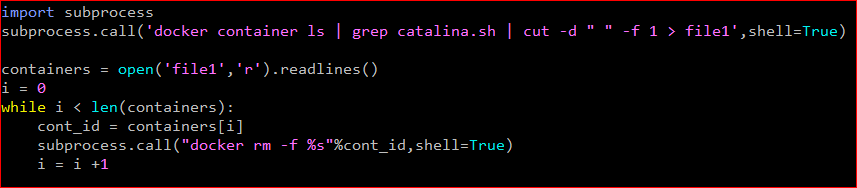 import subprocess
subprocess.call('docker container ls | grep catalina.sh | cut -d " " -f 1 > file1',shell=True)
containers = open('file1','r').readlines()
i = 0
while i < len(containers):
    cont_id = containers[i]
    subprocess.call("docker rm -f %s"%cont_id,shell=True)
    i = i +1